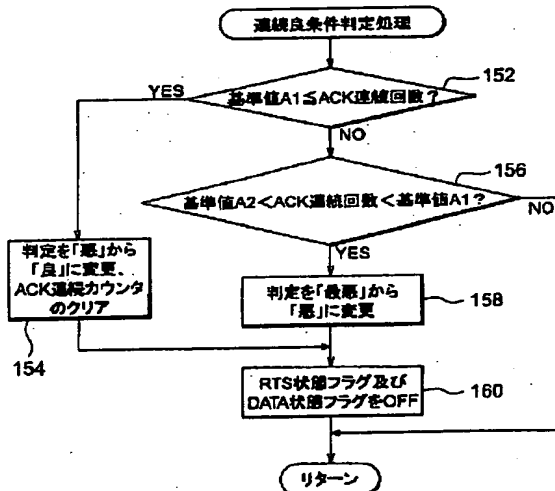 連続良条件判定処理
152
基準値A1≦ACK連続回数?
YES
NO
156
基準値A2<ACK連続回数<基準値A1?
NO
YES
判定を「悪」から
「良」に変更、
ACK連続カウンタ
のクリア
154
判定を「最悪」から
「悪」に変更
158
RTS状態フラグ及び
DATA状態フラグをOFF
160
リターン